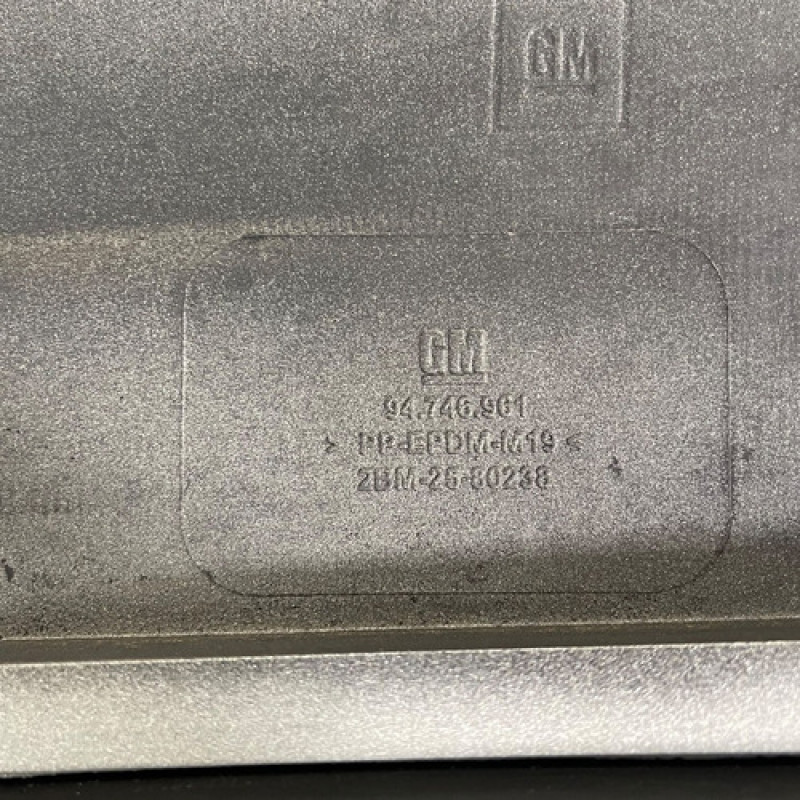 GM
GM
94.746.961
> PP-EPDM-M19 <
2BM-25-80238